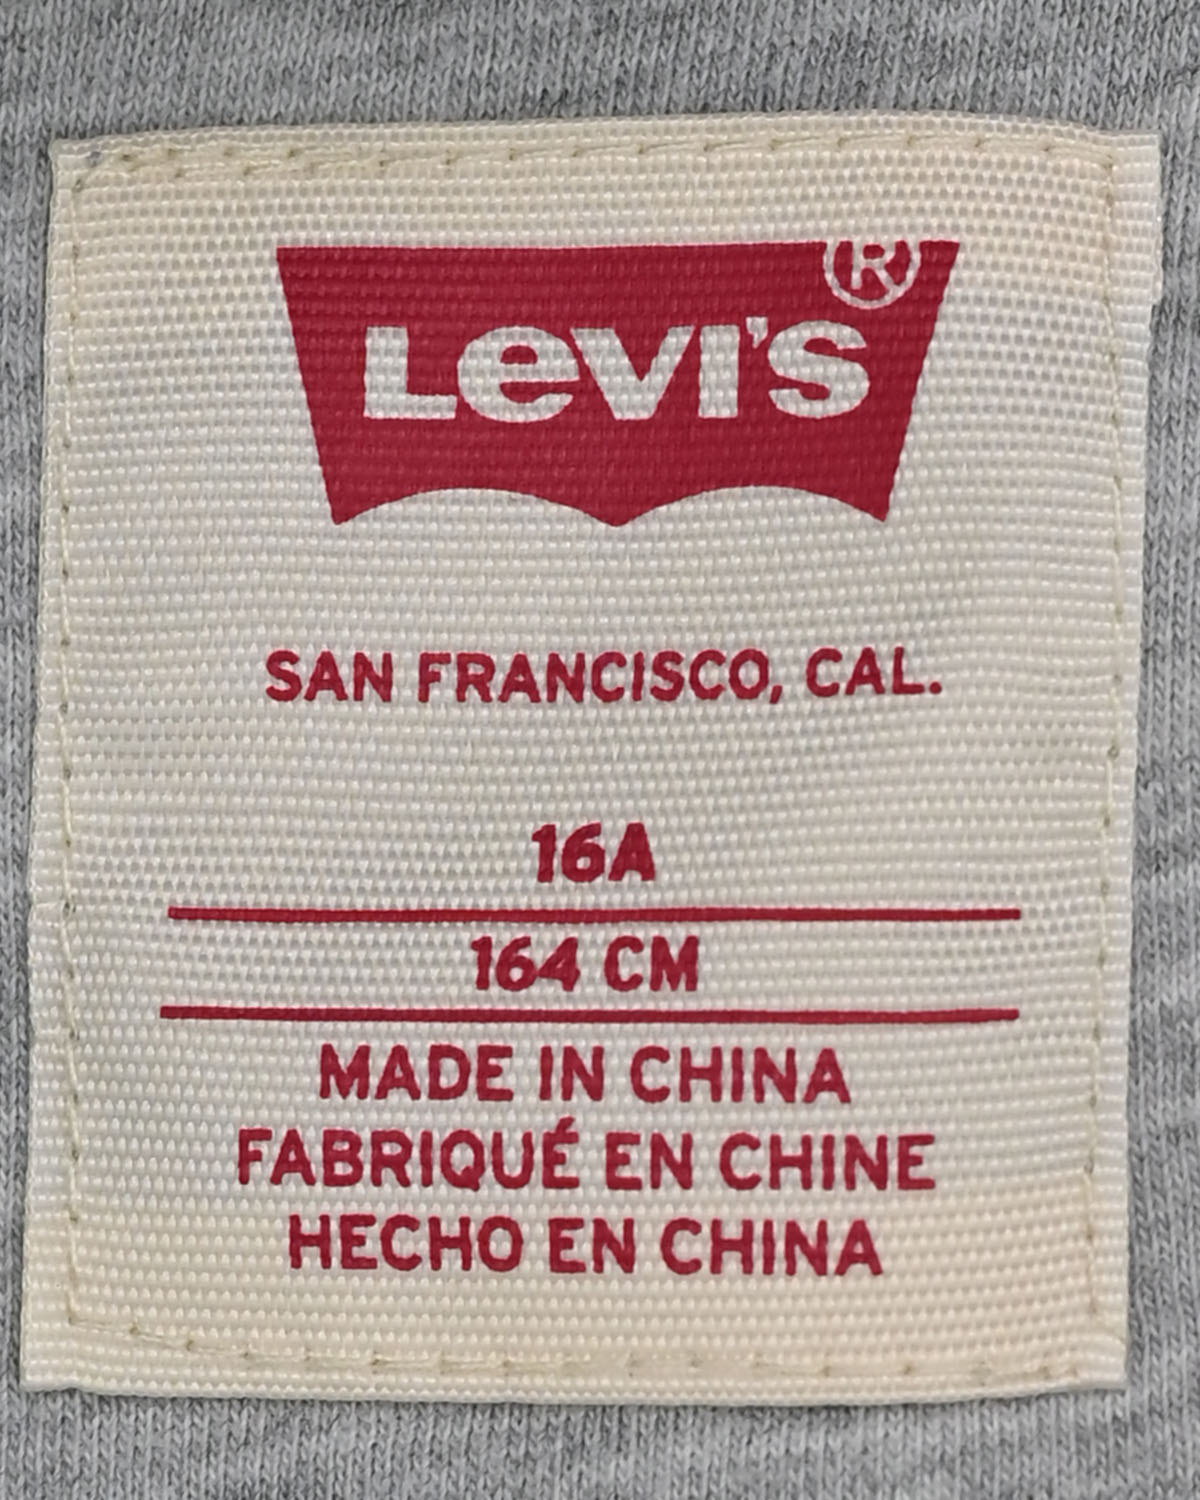 LEVI'S®
SAN FRANCISCO, CAL.
16A
164 CM
MADE IN CHINA
FABRIQUÉ EN CHINE
HECHO EN CHINA